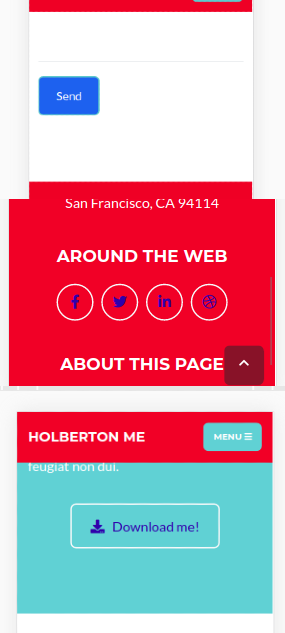 Send
San Francisco, CA 94114
AROUND THE WEB
ABOUT THIS PAGE
HOLBERTON ME
MENU
feugiat non dui.
Download me!